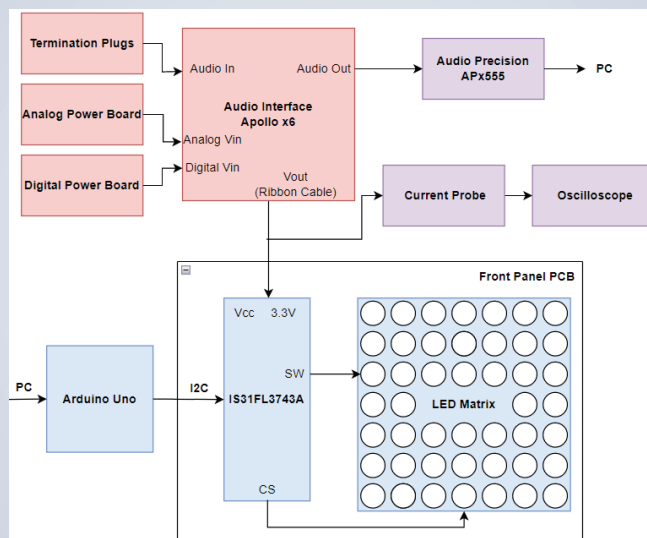 Termination Plugs
Audio In
Audio Out
Audio Precision
APx555
PC
Audio Interface
Apollo x6
Analog Power Board
Analog Vin
Digital Power Board
Digital Vin
Vout
(Ribbon Cable)
Current Probe
Oscilloscope
Front Panel PCB
Vcc 3.3V
SW
PC
Arduino Uno
I2C
IS31FL3743A
LED Matrix
CS